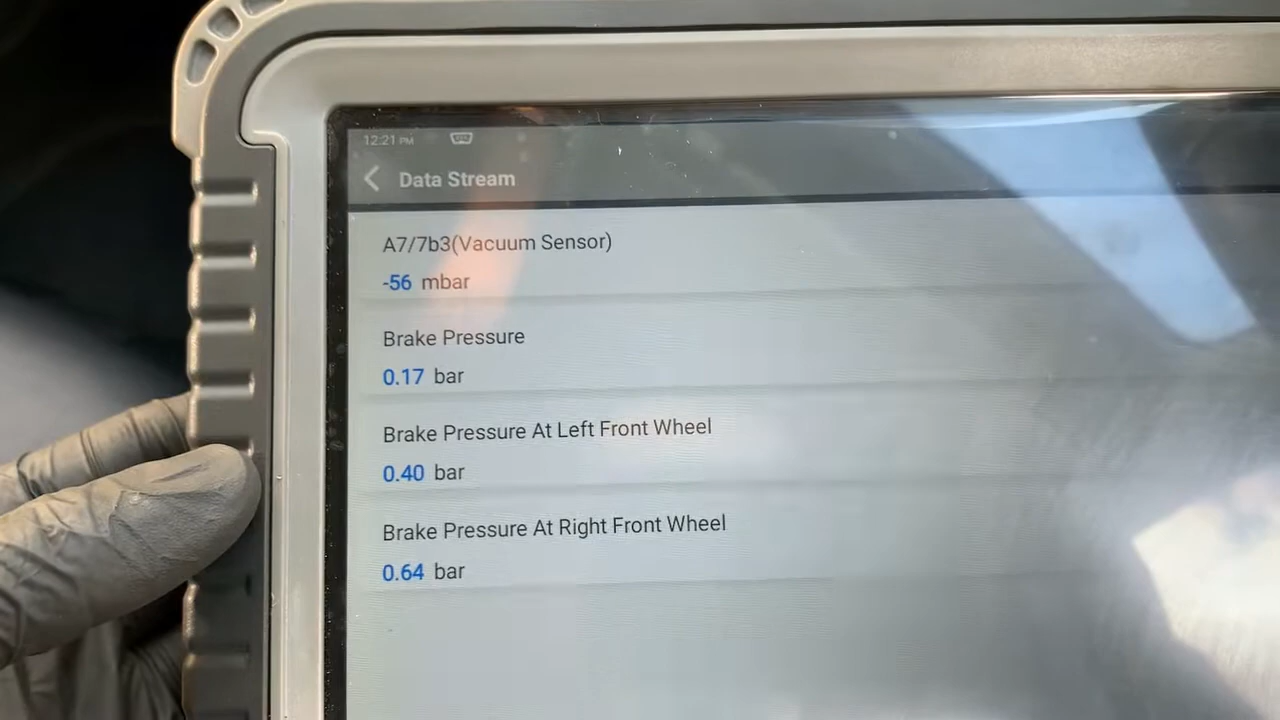 12:21 PM
Data Stream
A7/7b3(Vacuum Sensor)
-56 mbar
Brake Pressure
0.17 bar
Brake Pressure At Left Front Wheel
0.40 bar
Brake Pressure At Right Front Wheel
0.64 bar